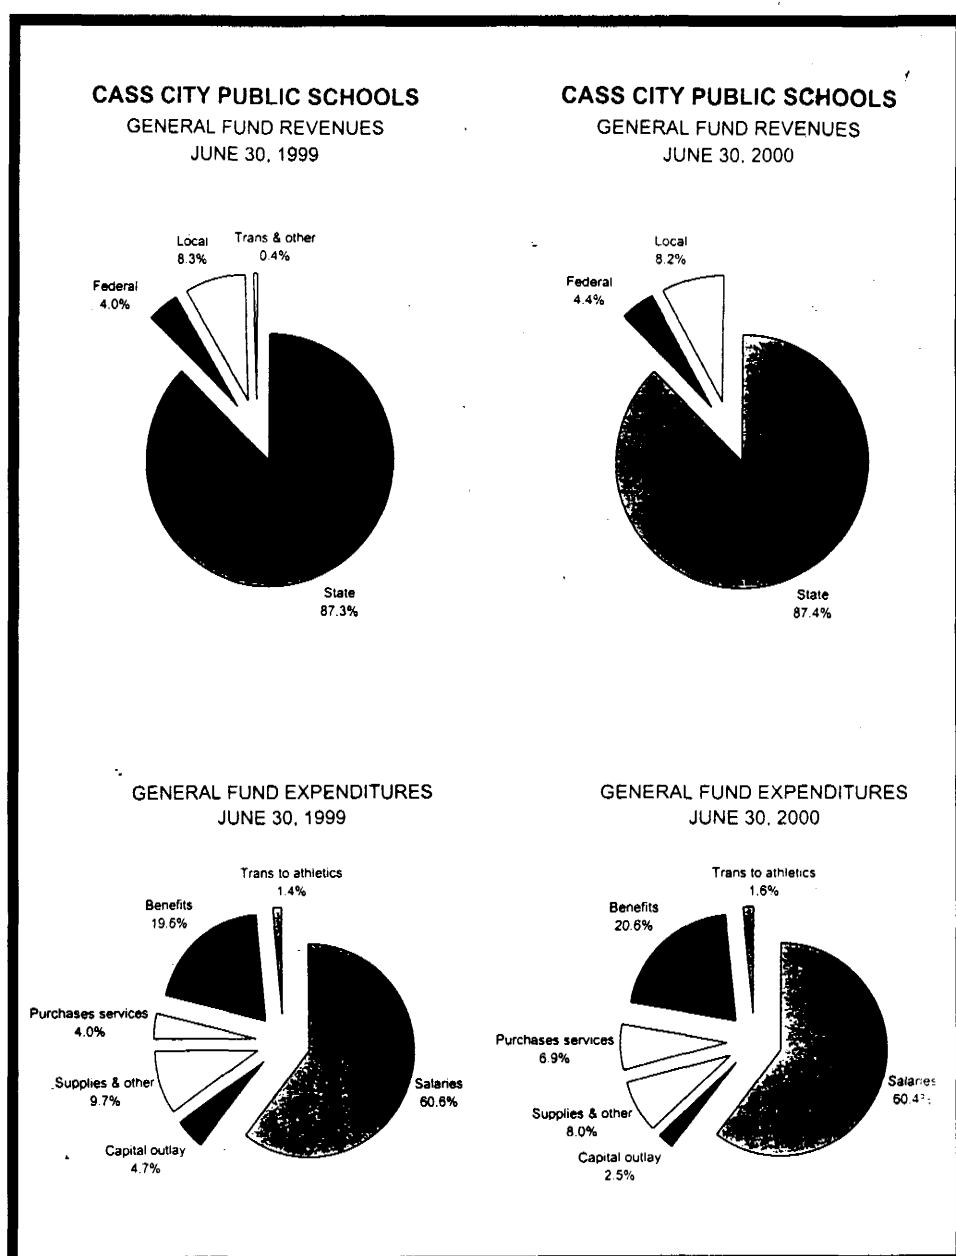 CASS CITY PUBLIC SCHOOLS
GENERAL FUND REVENUES
JUNE 30, 1999
Trans & other
0.4%
Local
8.3%
Federal
4.0%
State
87.3%
CASS CITY PUBLIC SCHOOLS
GENERAL FUND REVENUES
JUNE 30, 2000
Local
8.2%
Federal
4.4%
State
87.4%
GENERAL FUND EXPENDITURES
JUNE 30, 1999
Trans to athletics
1.4%
Benefits
19.6%
Purchases services
4.0%
Supplies & other
9.7%
Capital outlay
4.7%
Salaries
60.6%
GENERAL FUND EXPENDITURES
JUNE 30, 2000
Trans to athletics
1.6%
Benefits
20.6%
Purchases services
6.9%
Supplies & other
8.0%
Capital outlay
2.5%
Salaries